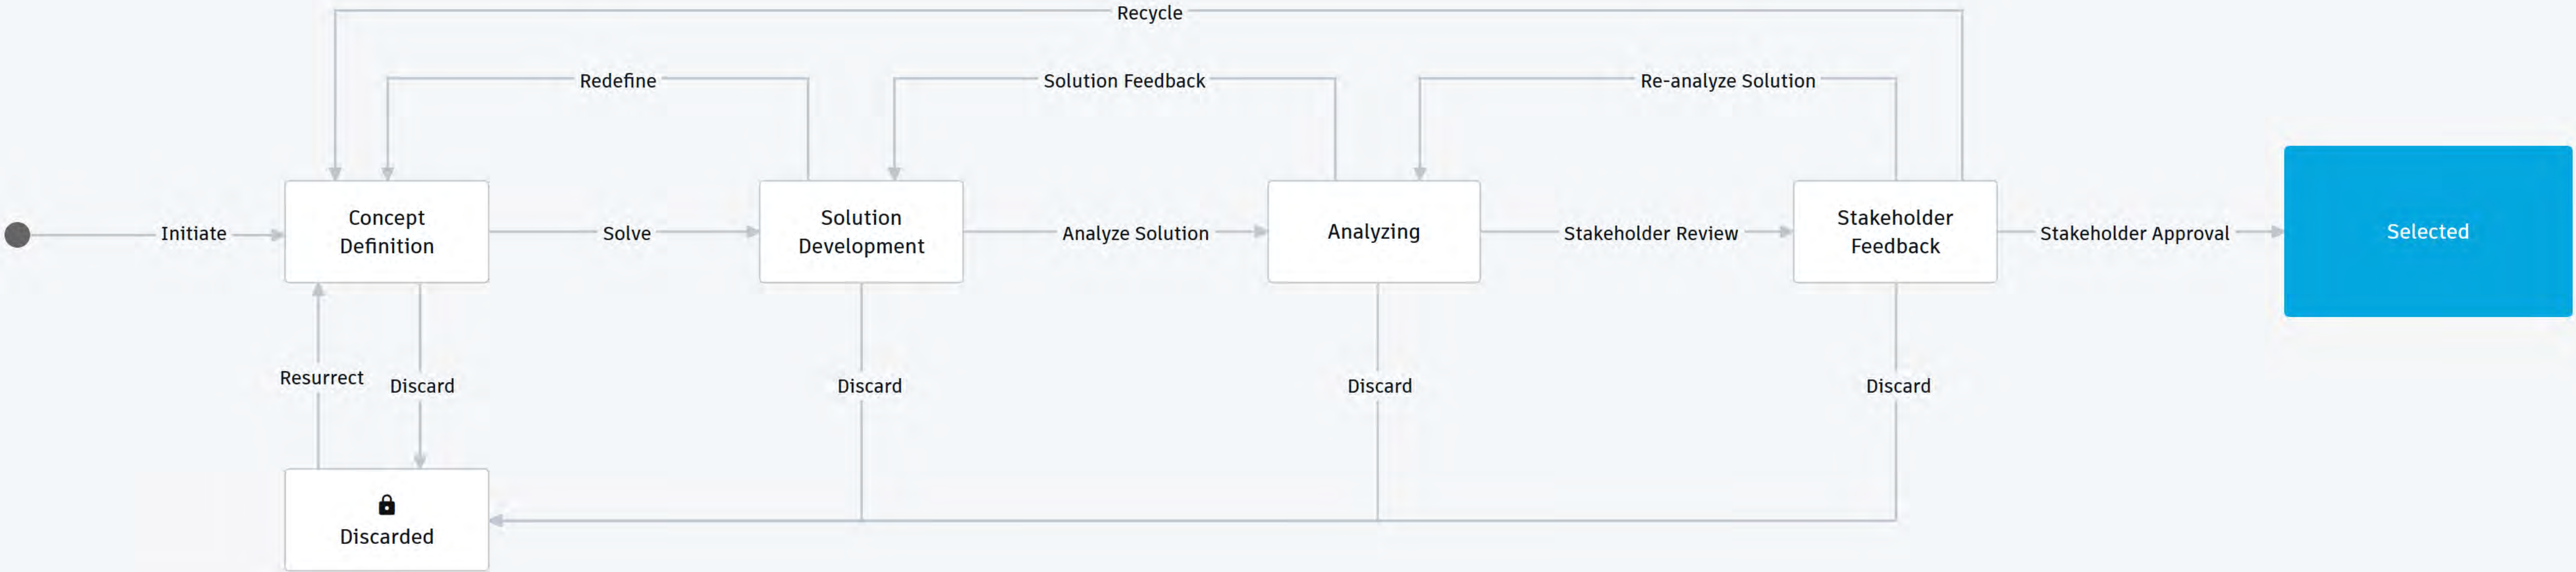 Recycle
Redefine
Solution Feedback
Re-analyze Solution
Initiate
Concept
Definition
Solve
Solution
Development
Analyze Solution
Analyzing
Stakeholder Review
Stakeholder
Feedback
Stakeholder Approval
Selected
Resurrect
Discard
Discard
Discard
Discard
Discarded